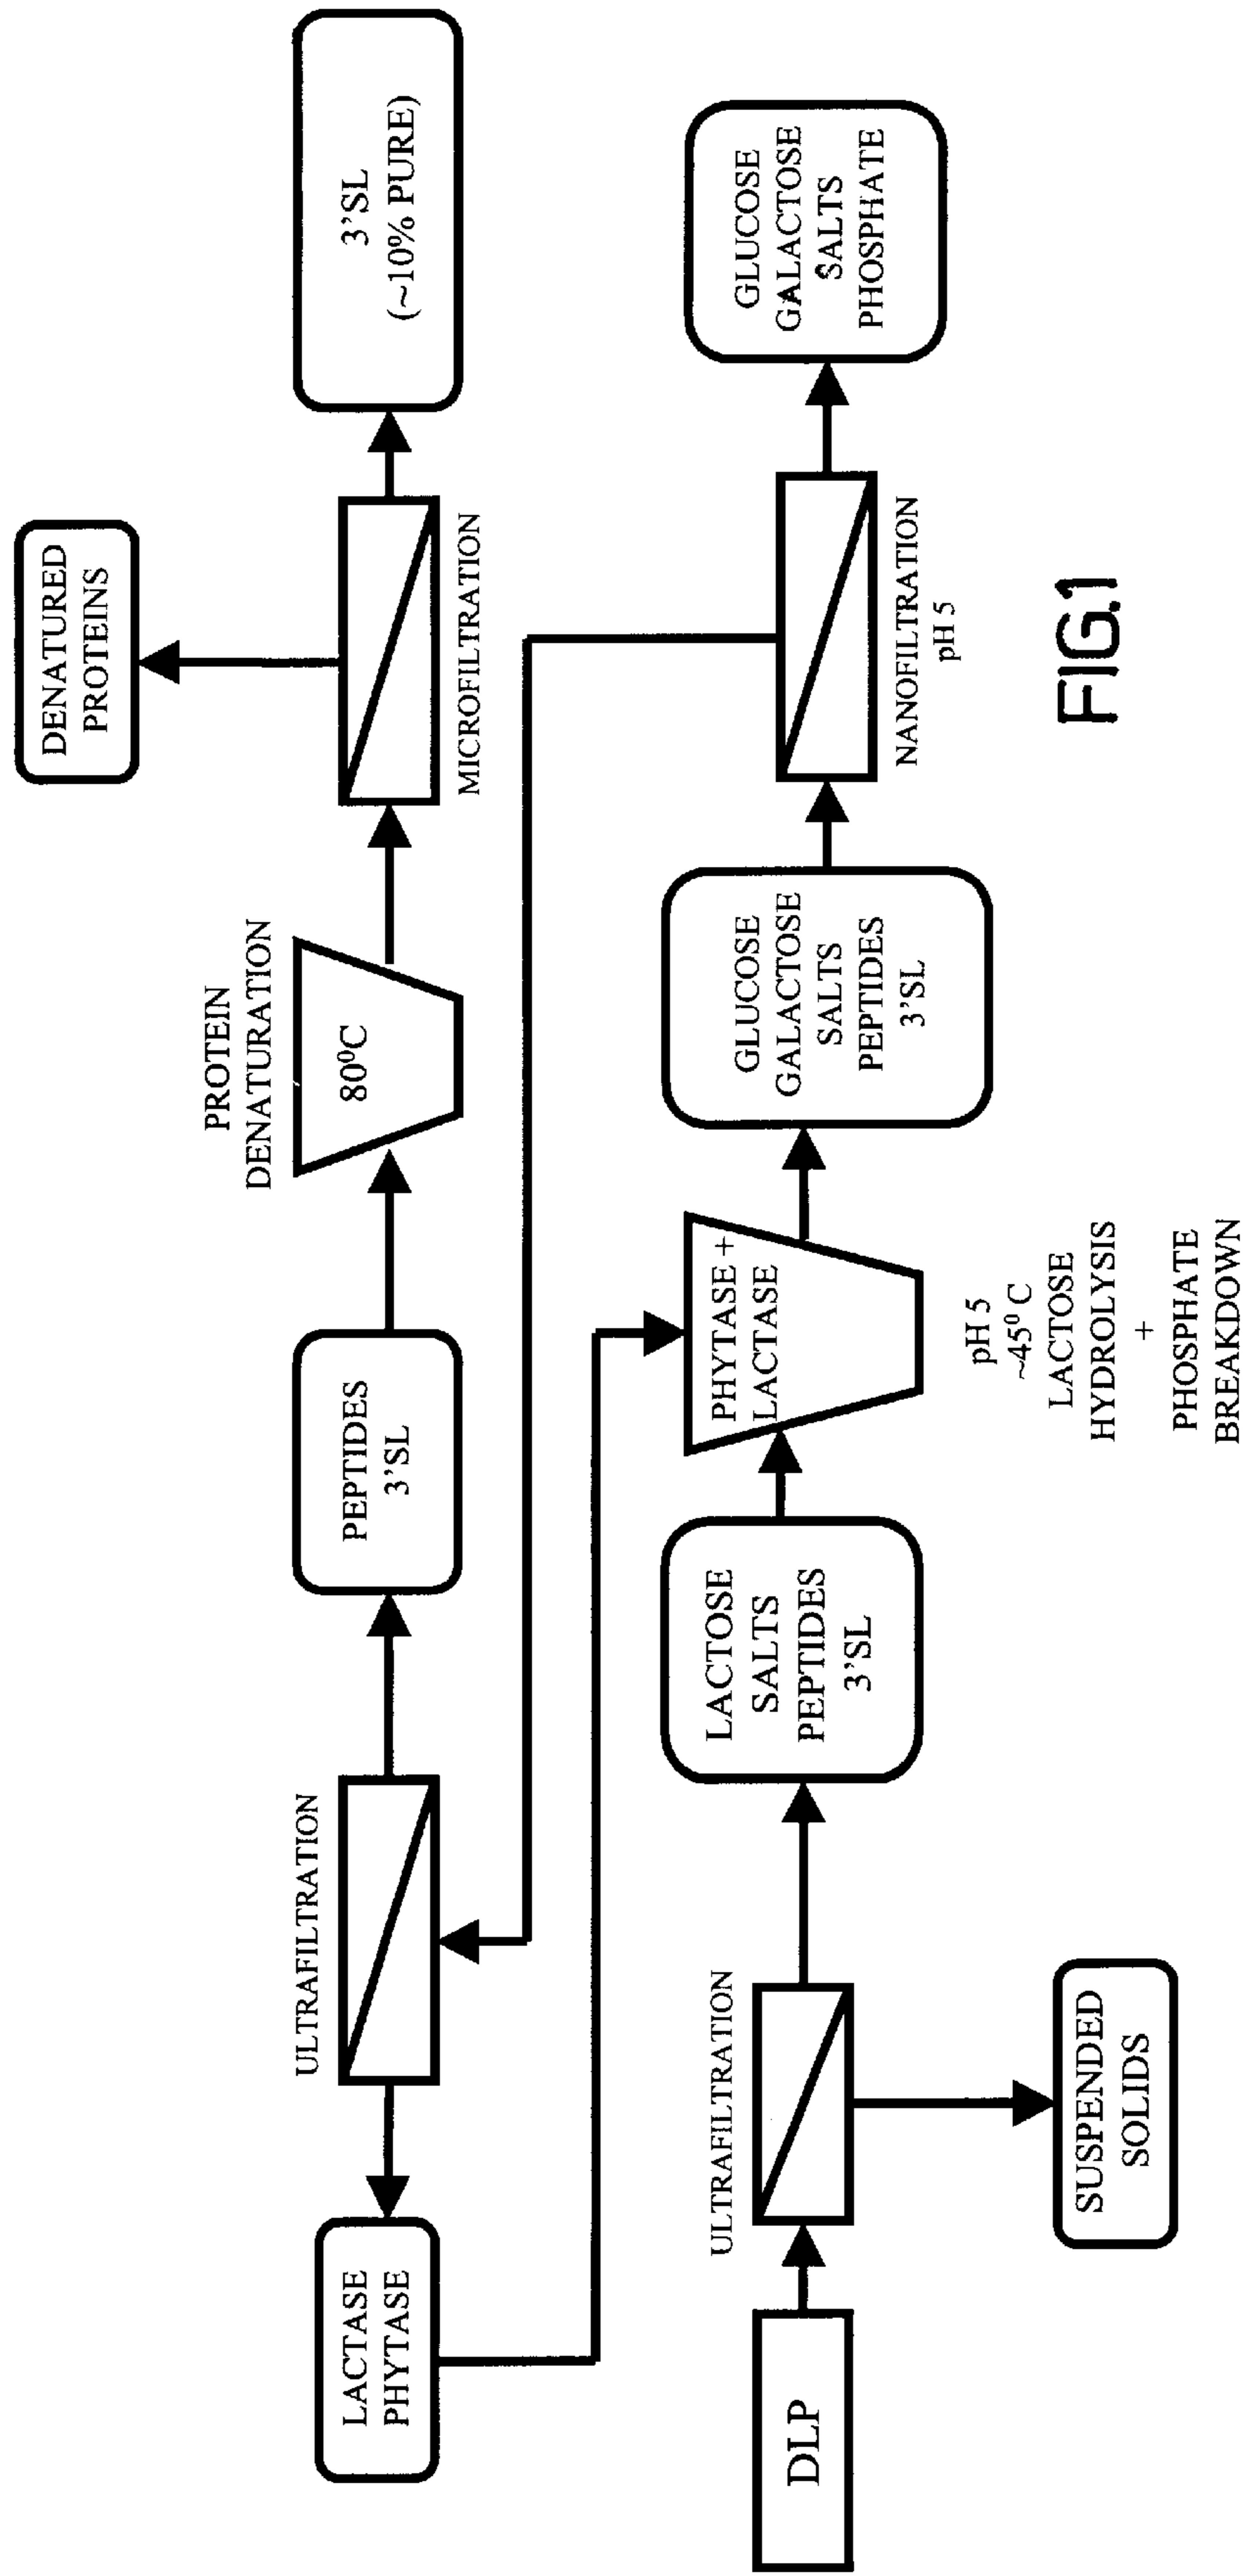 LACTASE
PHYTASE
ULTRAFILTRATION
PEPTIDES
3'SL
PROTEIN
DENATURATION
80⁰C
MICROFILTRATION
DENATURED
PROTEINS
3'SL
(~10% PURE)
DLP
ULTRAFILTRATION
SUSPENDED
SOLIDS
LACTOSE
SALTS
PEPTIDES
3'SL
PHYTASE +
LACTASE
pH 5
~45⁰ C
LACTOSE
HYDROLYSIS
+
PHOSPHATE
BREAKDOWN
GLUCOSE
GALACTOSE
SALTS
PEPTIDES
3'SL
NANOFILTRATION
pH 5
GLUCOSE
GALACTOSE
SALTS
PHOSPHATE
FIG.1